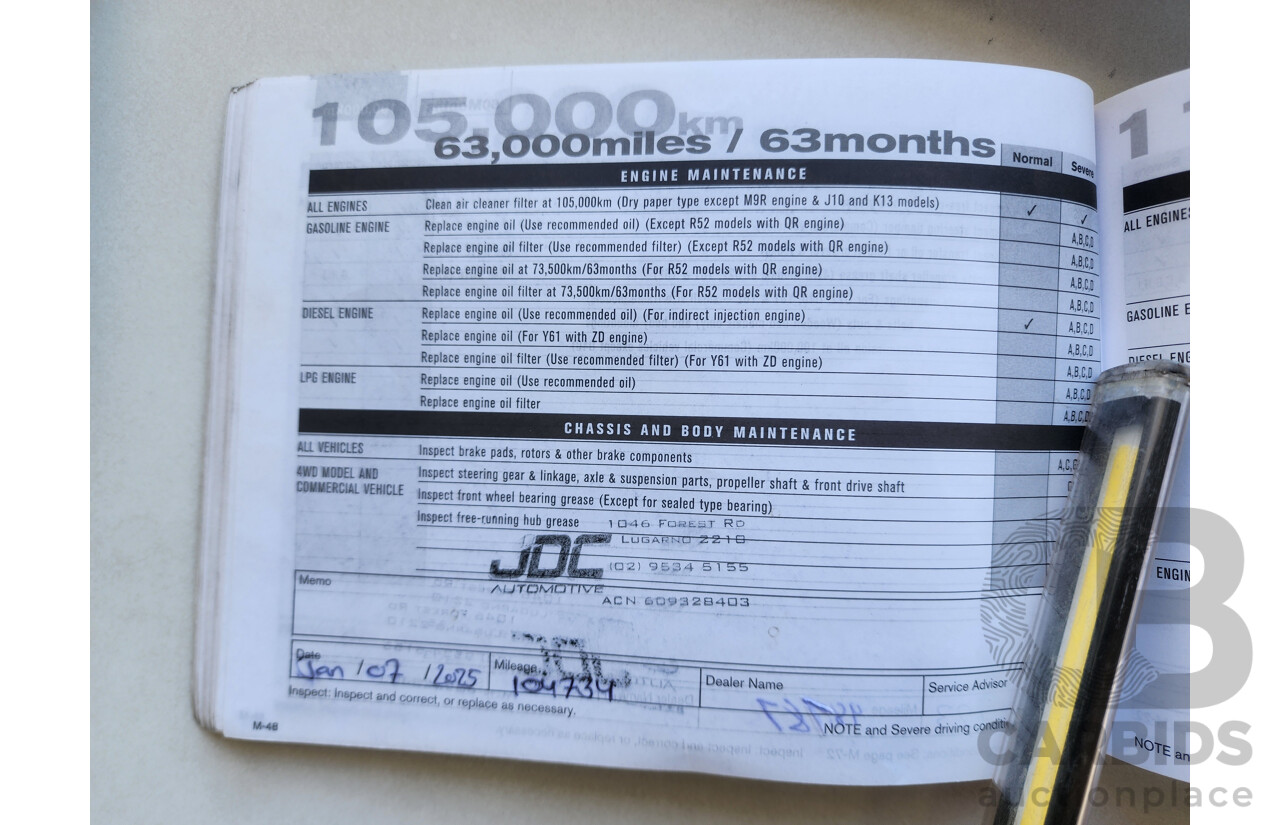 105,000km
63,000miles / 63months
Normal Severe
ENGINE MAINTENANCE
ALL ENGINES Clean air cleaner filter at 105,000km (Dry paper type except M9R engine & J10 and K13 models) ✓ ✓
GASOLINE ENGINE Replace engine oil (Use recommended oil) (Except R52 models with QR engine) A,B,C,D
Replace engine oil filter (Use recommended filter) (Except R52 models with QR engine) A,B,C,D
Replace engine oil at 73,500km/63months (For R52 models with QR engine) A,B,C,D
Replace engine oil filter at 73,500km/63months (For R52 models with QR engine) A,B,C,D
DIESEL ENGINE Replace engine oil (Use recommended oil) (For indirect injection engine) ✓ A,B,C,D
Replace engine oil (For Y61 with ZD engine) A,B,C,D
Replace engine oil filter (Use recommended filter) (For Y61 with ZD engine) A,B,C,D
LPG ENGINE Replace engine oil (Use recommended oil) A,B,C,D
Replace engine oil filter A,B,C,D
CHASSIS AND BODY MAINTENANCE
ALL VEHICLES Inspect brake pads, rotors & other brake components A,C,
4WD MODEL AND Inspect steering gear & linkage, axle & suspension parts, propeller shaft & front drive shaft
COMMERCIAL VEHICLE Inspect front wheel bearing grease (Except for sealed type bearing)
Inspect free-running hub grease
1046 FOREST RD
LUGARNO 2210
JDC (02) 9534 5155
AUTOMOTIVE
ACN 609328403
Memo
Date Jan / 07 / 2025 Mileage 104734 Dealer Name Service Advisor
Inspect: Inspect and correct, or replace as necessary.
NOTE and Severe driving conditi
M-46
1
ALL ENGINES
GASOLINE E
DIESEL ENG
ENGIN
NOTE an
AB
CARBIDS
auctionplace